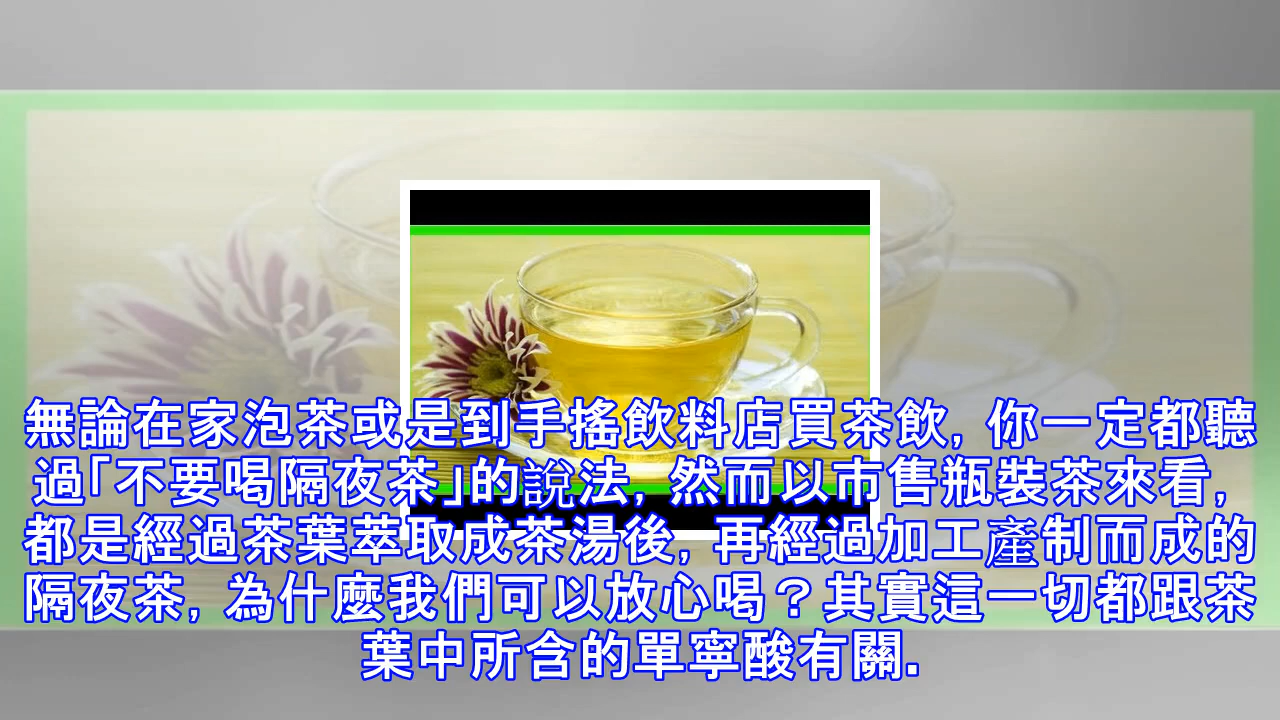 無論在家泡茶或是到手搖飲料店買茶飲, 你一定都聽
過「不要喝隔夜茶」的說法, 然而以市售瓶裝茶來看,
都是經過茶葉萃取成茶湯後, 再經過加工產制而成的
隔夜茶, 為什麼我們可以放心喝？其實這一切都跟茶
葉中所含的單寧酸有關.